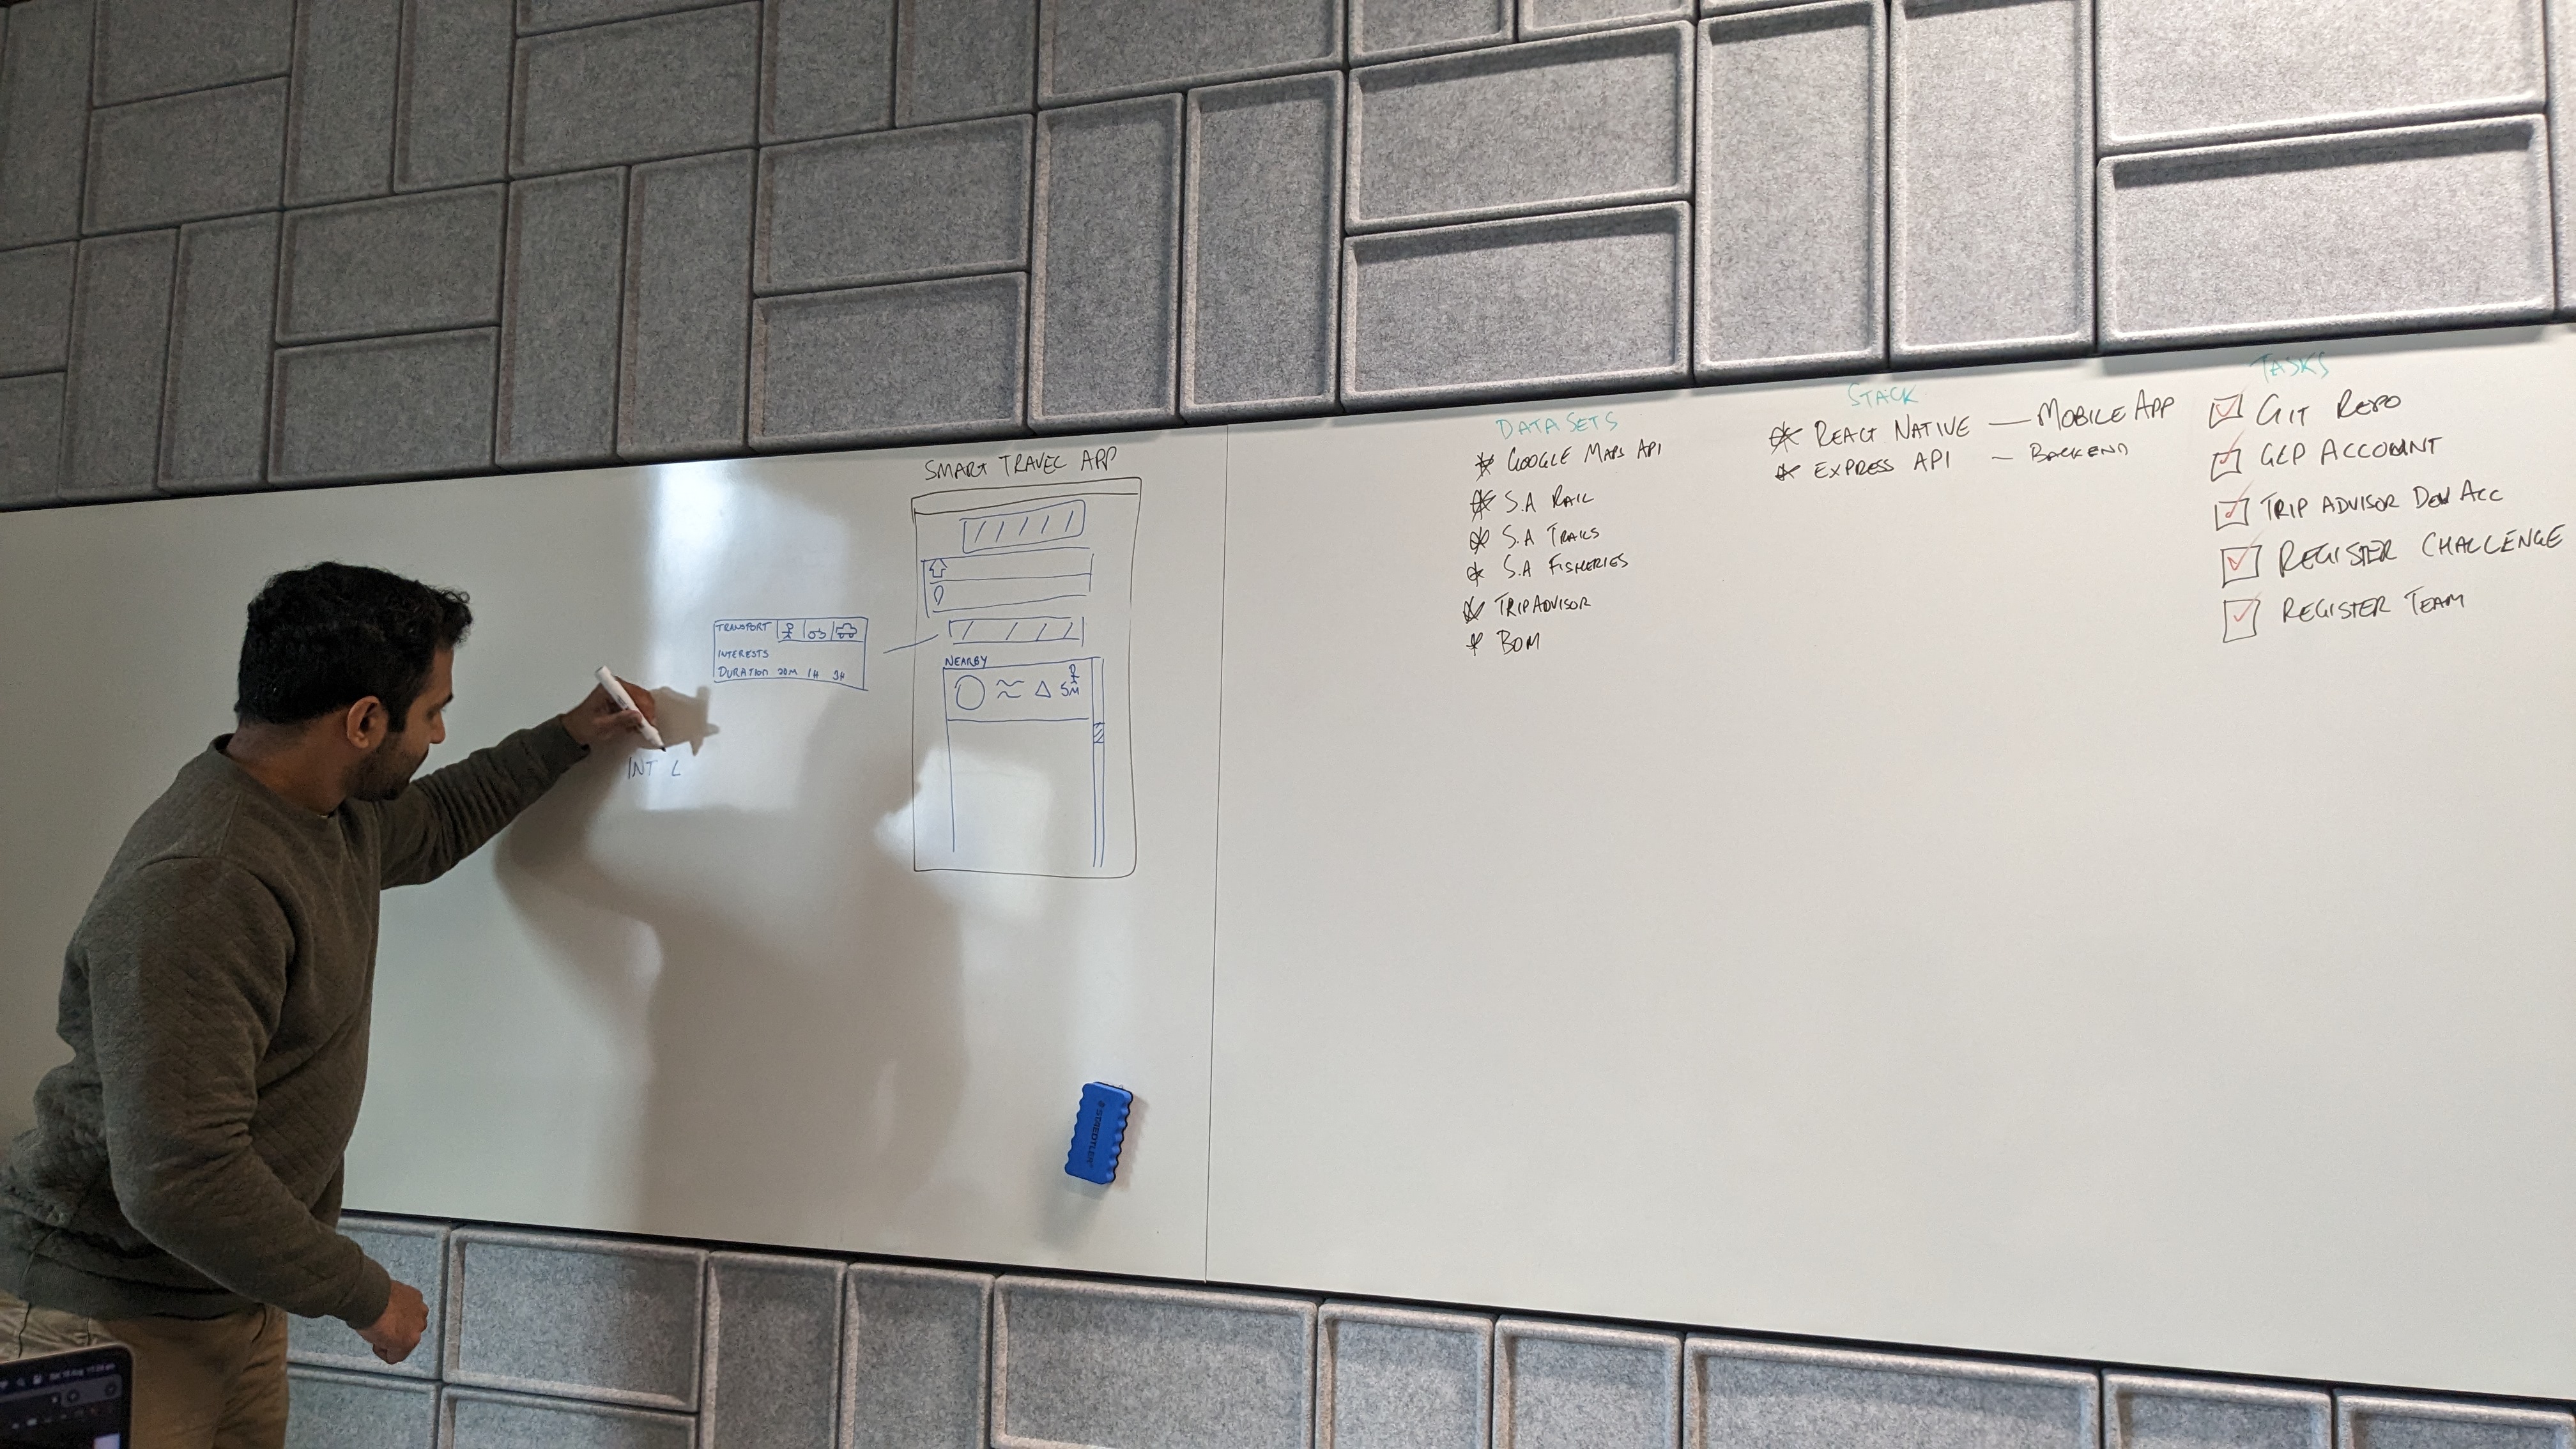 SMART TRAVEL APP
TRANSPORT
INTERESTS
DURATION 20M 1H 3H
NEARBY
5M
INT L
STAEDTLER
DATA SETS
* GOOGLE MAPS API
* S.A RAIL
* S.A TRAILS
* S.A FISHERIES
* TRIPADVISOR
* BOM
STACK
* REACT NATIVE — MOBILE APP
* EXPRESS API – BACKEND
TASKS
GIT REPO
GCP ACCOUNT
TRIP ADVISOR DEV ACC
REGISTER CHALLENGE
REGISTER TEAM